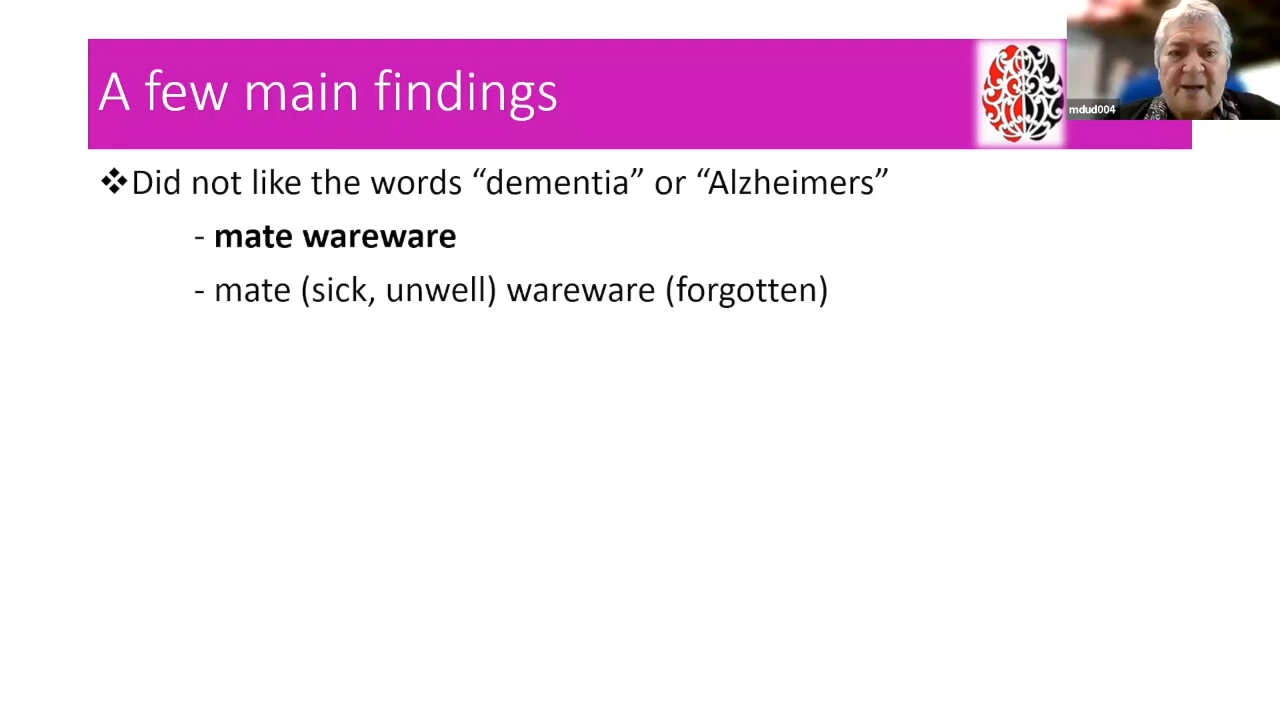 A few main findings
mdud004
❖Did not like the words “dementia” or “Alzheimers”
- mate wareware
- mate (sick, unwell) wareware (forgotten)